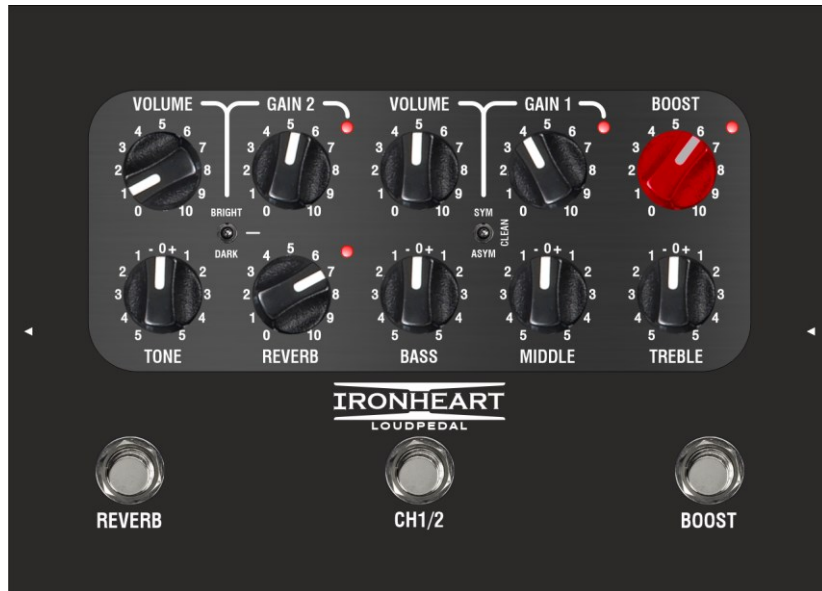 VOLUME GAIN 2 VOLUME GAIN 1 BOOST
0 1 2 3 4 5 6 7 8 9 10
0 1 2 3 4 5 6 7 8 9 10
0 1 2 3 4 5 6 7 8 9 10
0 1 2 3 4 5 6 7 8 9 10
0 1 2 3 4 5 6 7 8 9 10
BRIGHT
DARK
SYM
ASYM
CLEAN
5 4 3 2 1 - 0 + 1 2 3 4 5
0 1 2 3 4 5 6 7 8 9 10
5 4 3 2 1 - 0 + 1 2 3 4 5
5 4 3 2 1 - 0 + 1 2 3 4 5
5 4 3 2 1 - 0 + 1 2 3 4 5
TONE REVERB BASS MIDDLE TREBLE
IRONHEART
LOUDPEDAL
REVERB CH1/2 BOOST